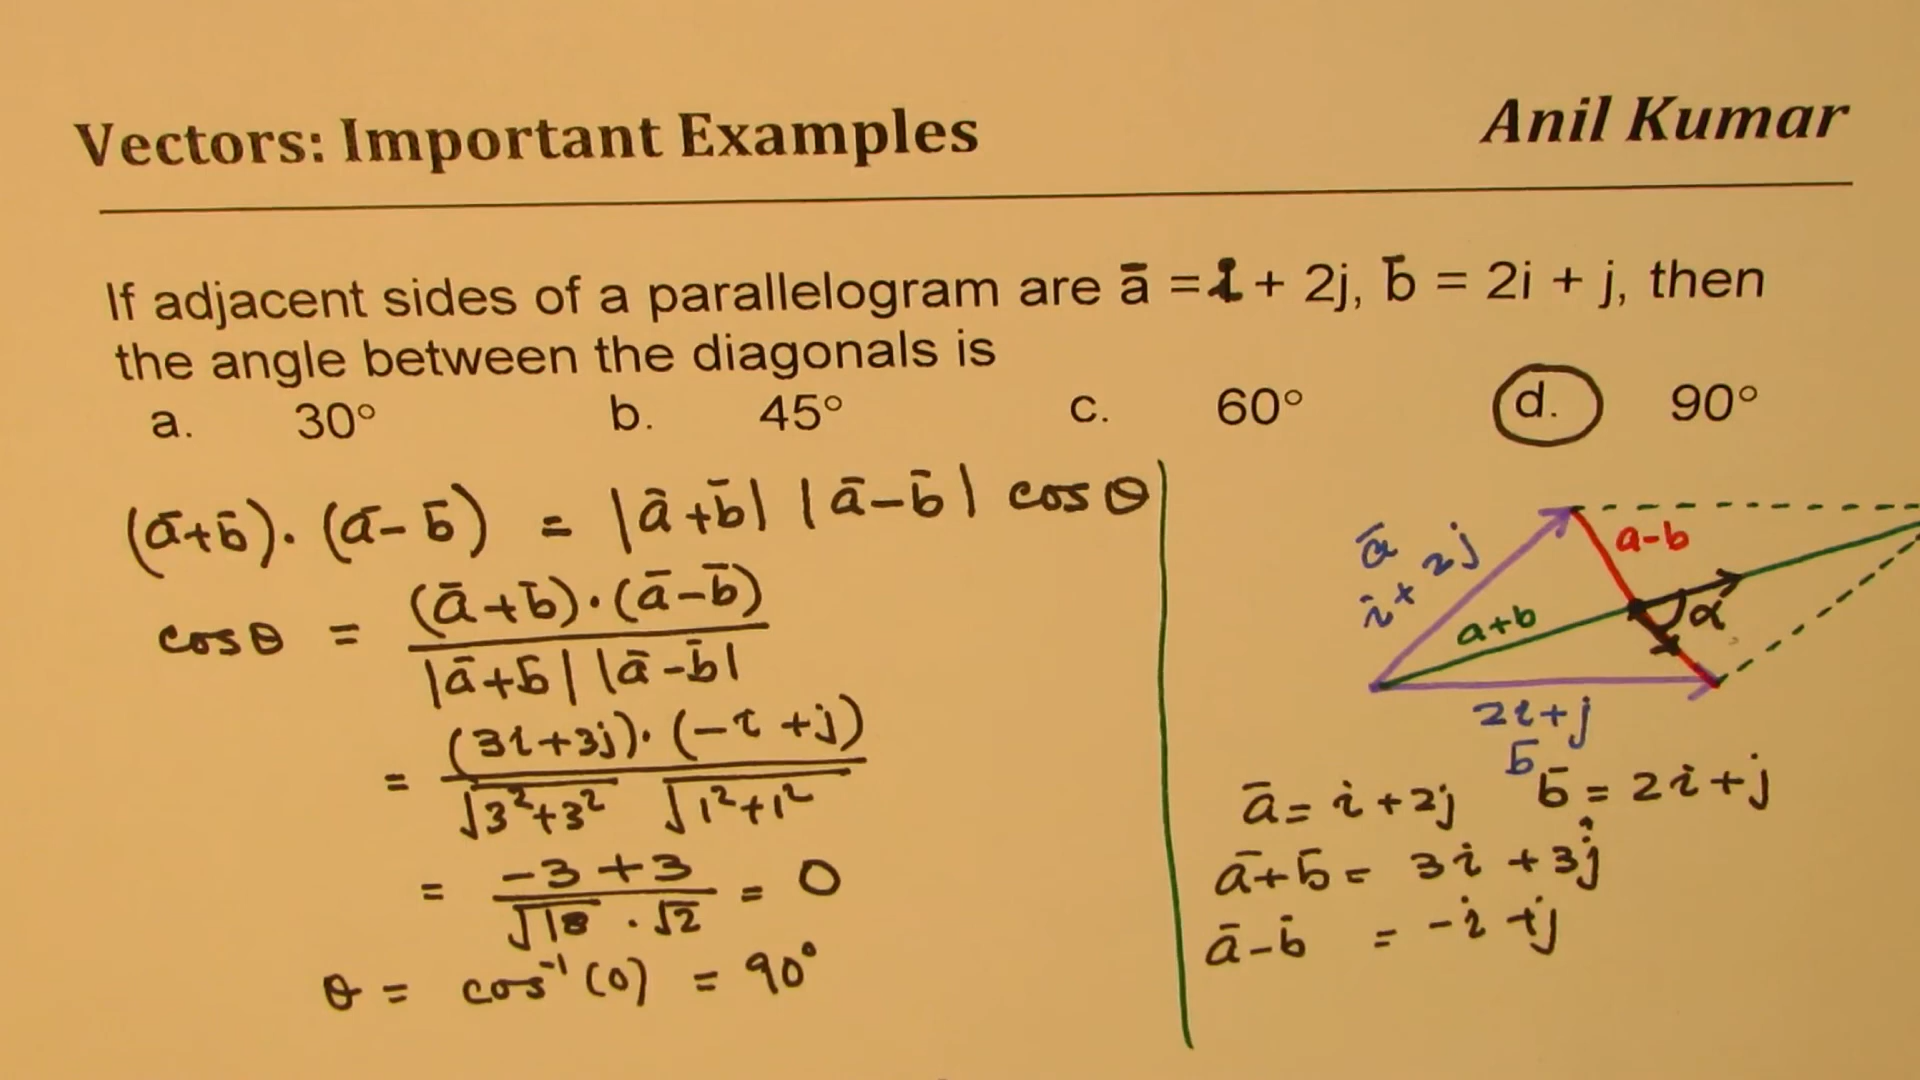 Vectors: Important Examples
Anil Kumar
If adjacent sides of a parallelogram are a̅ = i + 2j, b̅ = 2i + j, then
the angle between the diagonals is
a. 30° b. 45° c. 60° d. 90°
(a̅+b̅)·(a̅-b̅) = |a̅+b̅| |a̅-b̅| cosθ
cosθ = (a̅+b̅)·(a̅-b̅) / |a̅+b̅| |a̅-b̅|
= (3i+3j)·(-i+j) / √3²+3² √1²+1²
= -3+3 / √18 · √2 = 0
θ = cos⁻¹(0) = 90°
a̅
i+2j
a-b
a+b
α
2i+j
b̅
a̅ = i+2j b̅ = 2i+j
a̅+b̅ = 3i+3j
a̅-b̅ = -i+j